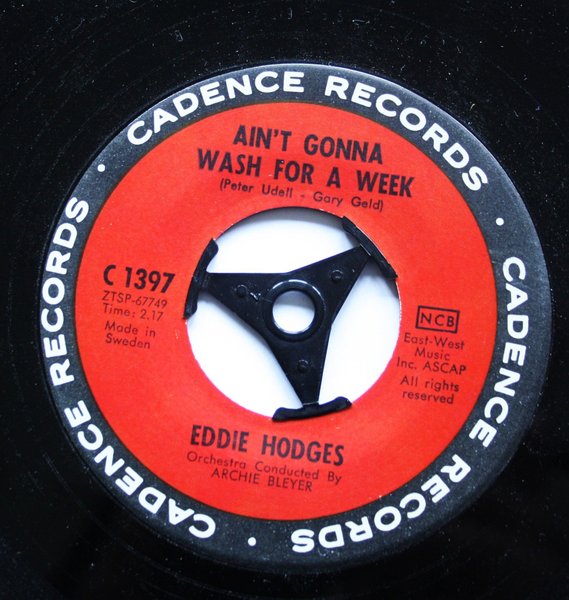 CADENCE RECORDS · CADENCE RECORDS · CADENCE RECORDS ·
AIN'T GONNA
WASH FOR A WEEK
(Peter Udell - Gary Geld)
C 1397
ZTSP-67749
Time: 2.17
Made in
Sweden
NCB
East-West
Music
Inc. ASCAP
All rights
reserved
EDDIE HODGES
Orchestra Conducted By
ARCHIE BLEYER